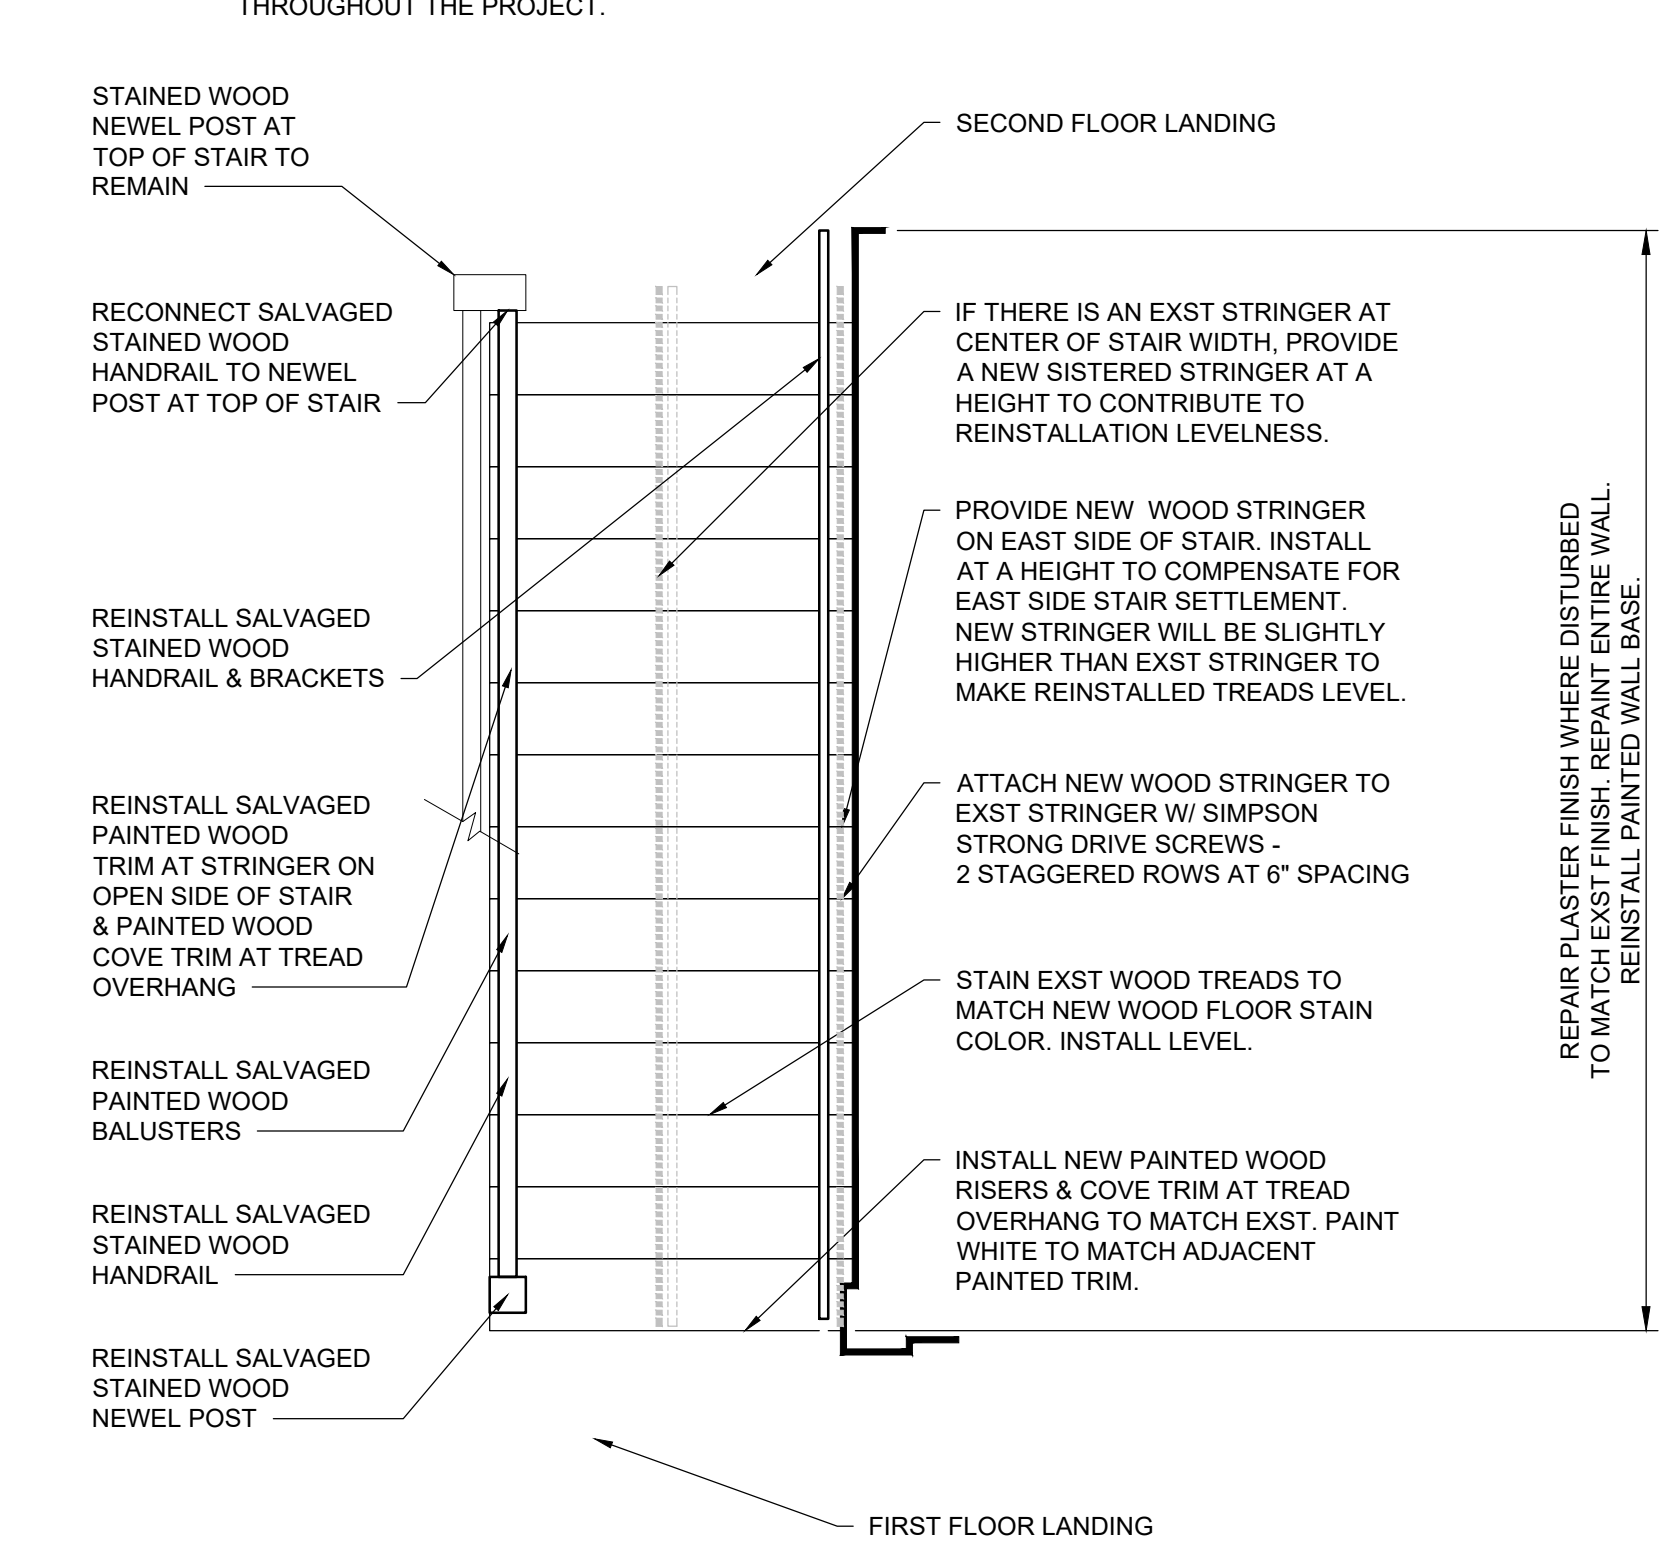 THROUGHOUT THE PROJECT.
STAINED WOOD
NEWEL POST AT
TOP OF STAIR TO
REMAIN
RECONNECT SALVAGED
STAINED WOOD
HANDRAIL TO NEWEL
POST AT TOP OF STAIR
REINSTALL SALVAGED
STAINED WOOD
HANDRAIL & BRACKETS
REINSTALL SALVAGED
PAINTED WOOD
TRIM AT STRINGER ON
OPEN SIDE OF STAIR
& PAINTED WOOD
COVE TRIM AT TREAD
OVERHANG
REINSTALL SALVAGED
PAINTED WOOD
BALUSTERS
REINSTALL SALVAGED
STAINED WOOD
HANDRAIL
REINSTALL SALVAGED
STAINED WOOD
NEWEL POST
SECOND FLOOR LANDING
IF THERE IS AN EXST STRINGER AT
CENTER OF STAIR WIDTH, PROVIDE
A NEW SISTERED STRINGER AT A
HEIGHT TO CONTRIBUTE TO
REINSTALLATION LEVELNESS.
PROVIDE NEW WOOD STRINGER
ON EAST SIDE OF STAIR. INSTALL
AT A HEIGHT TO COMPENSATE FOR
EAST SIDE STAIR SETTLEMENT.
NEW STRINGER WILL BE SLIGHTLY
HIGHER THAN EXST STRINGER TO
MAKE REINSTALLED TREADS LEVEL.
ATTACH NEW WOOD STRINGER TO
EXST STRINGER W/ SIMPSON
STRONG DRIVE SCREWS -
2 STAGGERED ROWS AT 6" SPACING
STAIN EXST WOOD TREADS TO
MATCH NEW WOOD FLOOR STAIN
COLOR. INSTALL LEVEL.
INSTALL NEW PAINTED WOOD
RISERS & COVE TRIM AT TREAD
OVERHANG TO MATCH EXST. PAINT
WHITE TO MATCH ADJACENT
PAINTED TRIM.
FIRST FLOOR LANDING
REPAIR PLASTER FINISH WHERE DISTURBED
TO MATCH EXST FINISH. REPAINT ENTIRE WALL.
REINSTALL PAINTED WALL BASE.